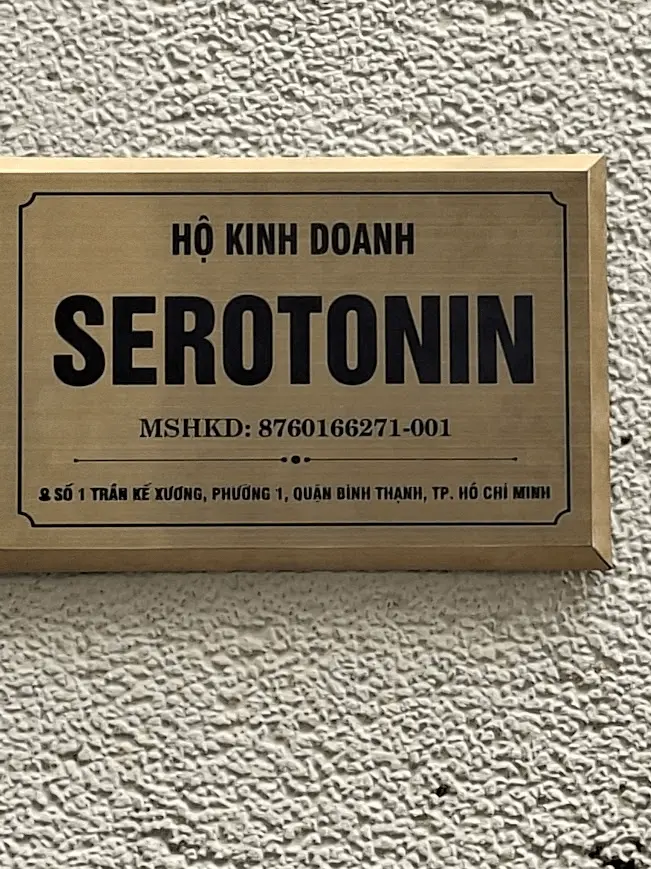 HỘ KINH DOANH
SEROTONIN
MSHKD: 8760166271-001
SỐ 1 TRẦN KẾ XƯƠNG, PHƯỜNG 1, QUẬN BÌNH THẠNH, TP. HỒ CHÍ MINH